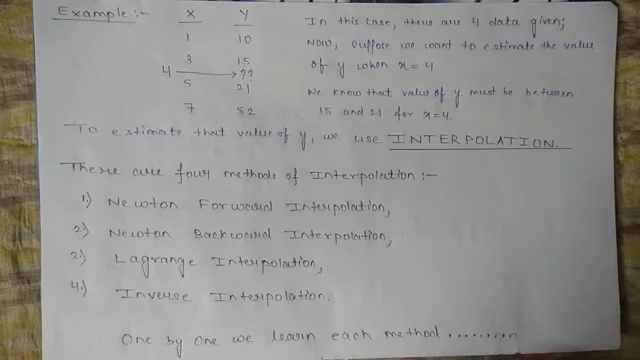 Example:- X Y In this case, there are 4 data given;
1 10 Now, suppose we want to estimate the value
3 15 of y when x=4
4 → ??
5 21 We know that value of y must be between
7 52 15 and 21 for x=4.
To estimate that value of y, we use INTERPOLATION.
There are four methods of Interpolation:-
1.) Newton Forward Interpolation,
2.) Newton Backward Interpolation,
3.) Lagrange Interpolation,
4.) Inverse Interpolation.
One by one we learn each method.........